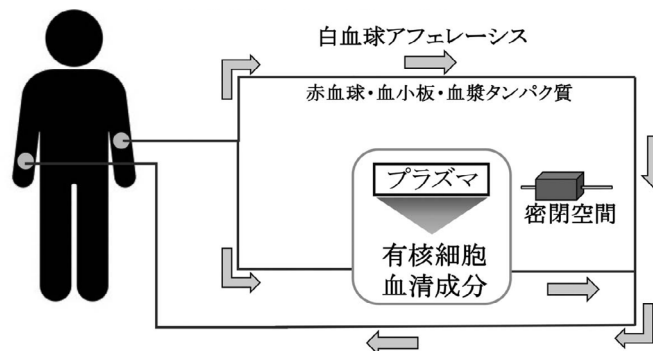 白血球アフェレーシス
赤血球・血小板・血漿タンパク質
プラズマ
密閉空間
有核細胞
血清成分